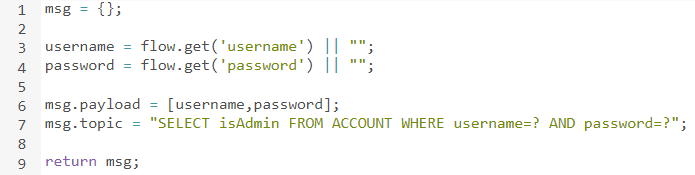 1 msg = {};
2
3 username = flow.get('username') || "";
4 password = flow.get('password') || "";
5
6 msg.payload = [username,password];
7 msg.topic = "SELECT isAdmin FROM ACCOUNT WHERE username=? AND password=?";
8
9 return msg;